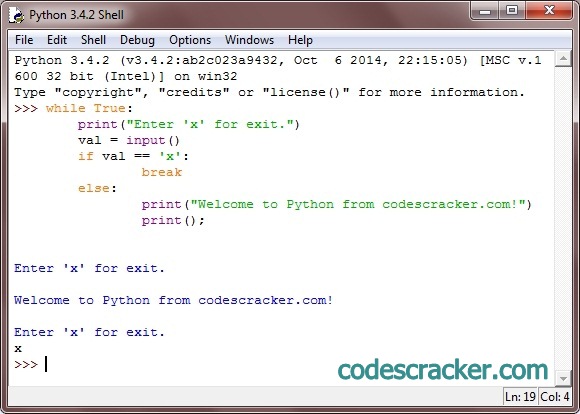 Python 3.4.2 Shell
File Edit Shell Debug Options Windows Help
Python 3.4.2 (v3.4.2:ab2c023a9432, Oct  6 2014, 22:15:05) [MSC v.1
600 32 bit (Intel)] on win32
Type "copyright", "credits" or "license()" for more information.
>>> while True:
        print("Enter 'x' for exit.")
        val = input()
        if val == 'x':
                break
        else:
                print("Welcome to Python from codescracker.com!")
                print();
Enter 'x' for exit.
Welcome to Python from codescracker.com!
Enter 'x' for exit.
x
>>>
codescracker.com
Ln: 19 Col: 4